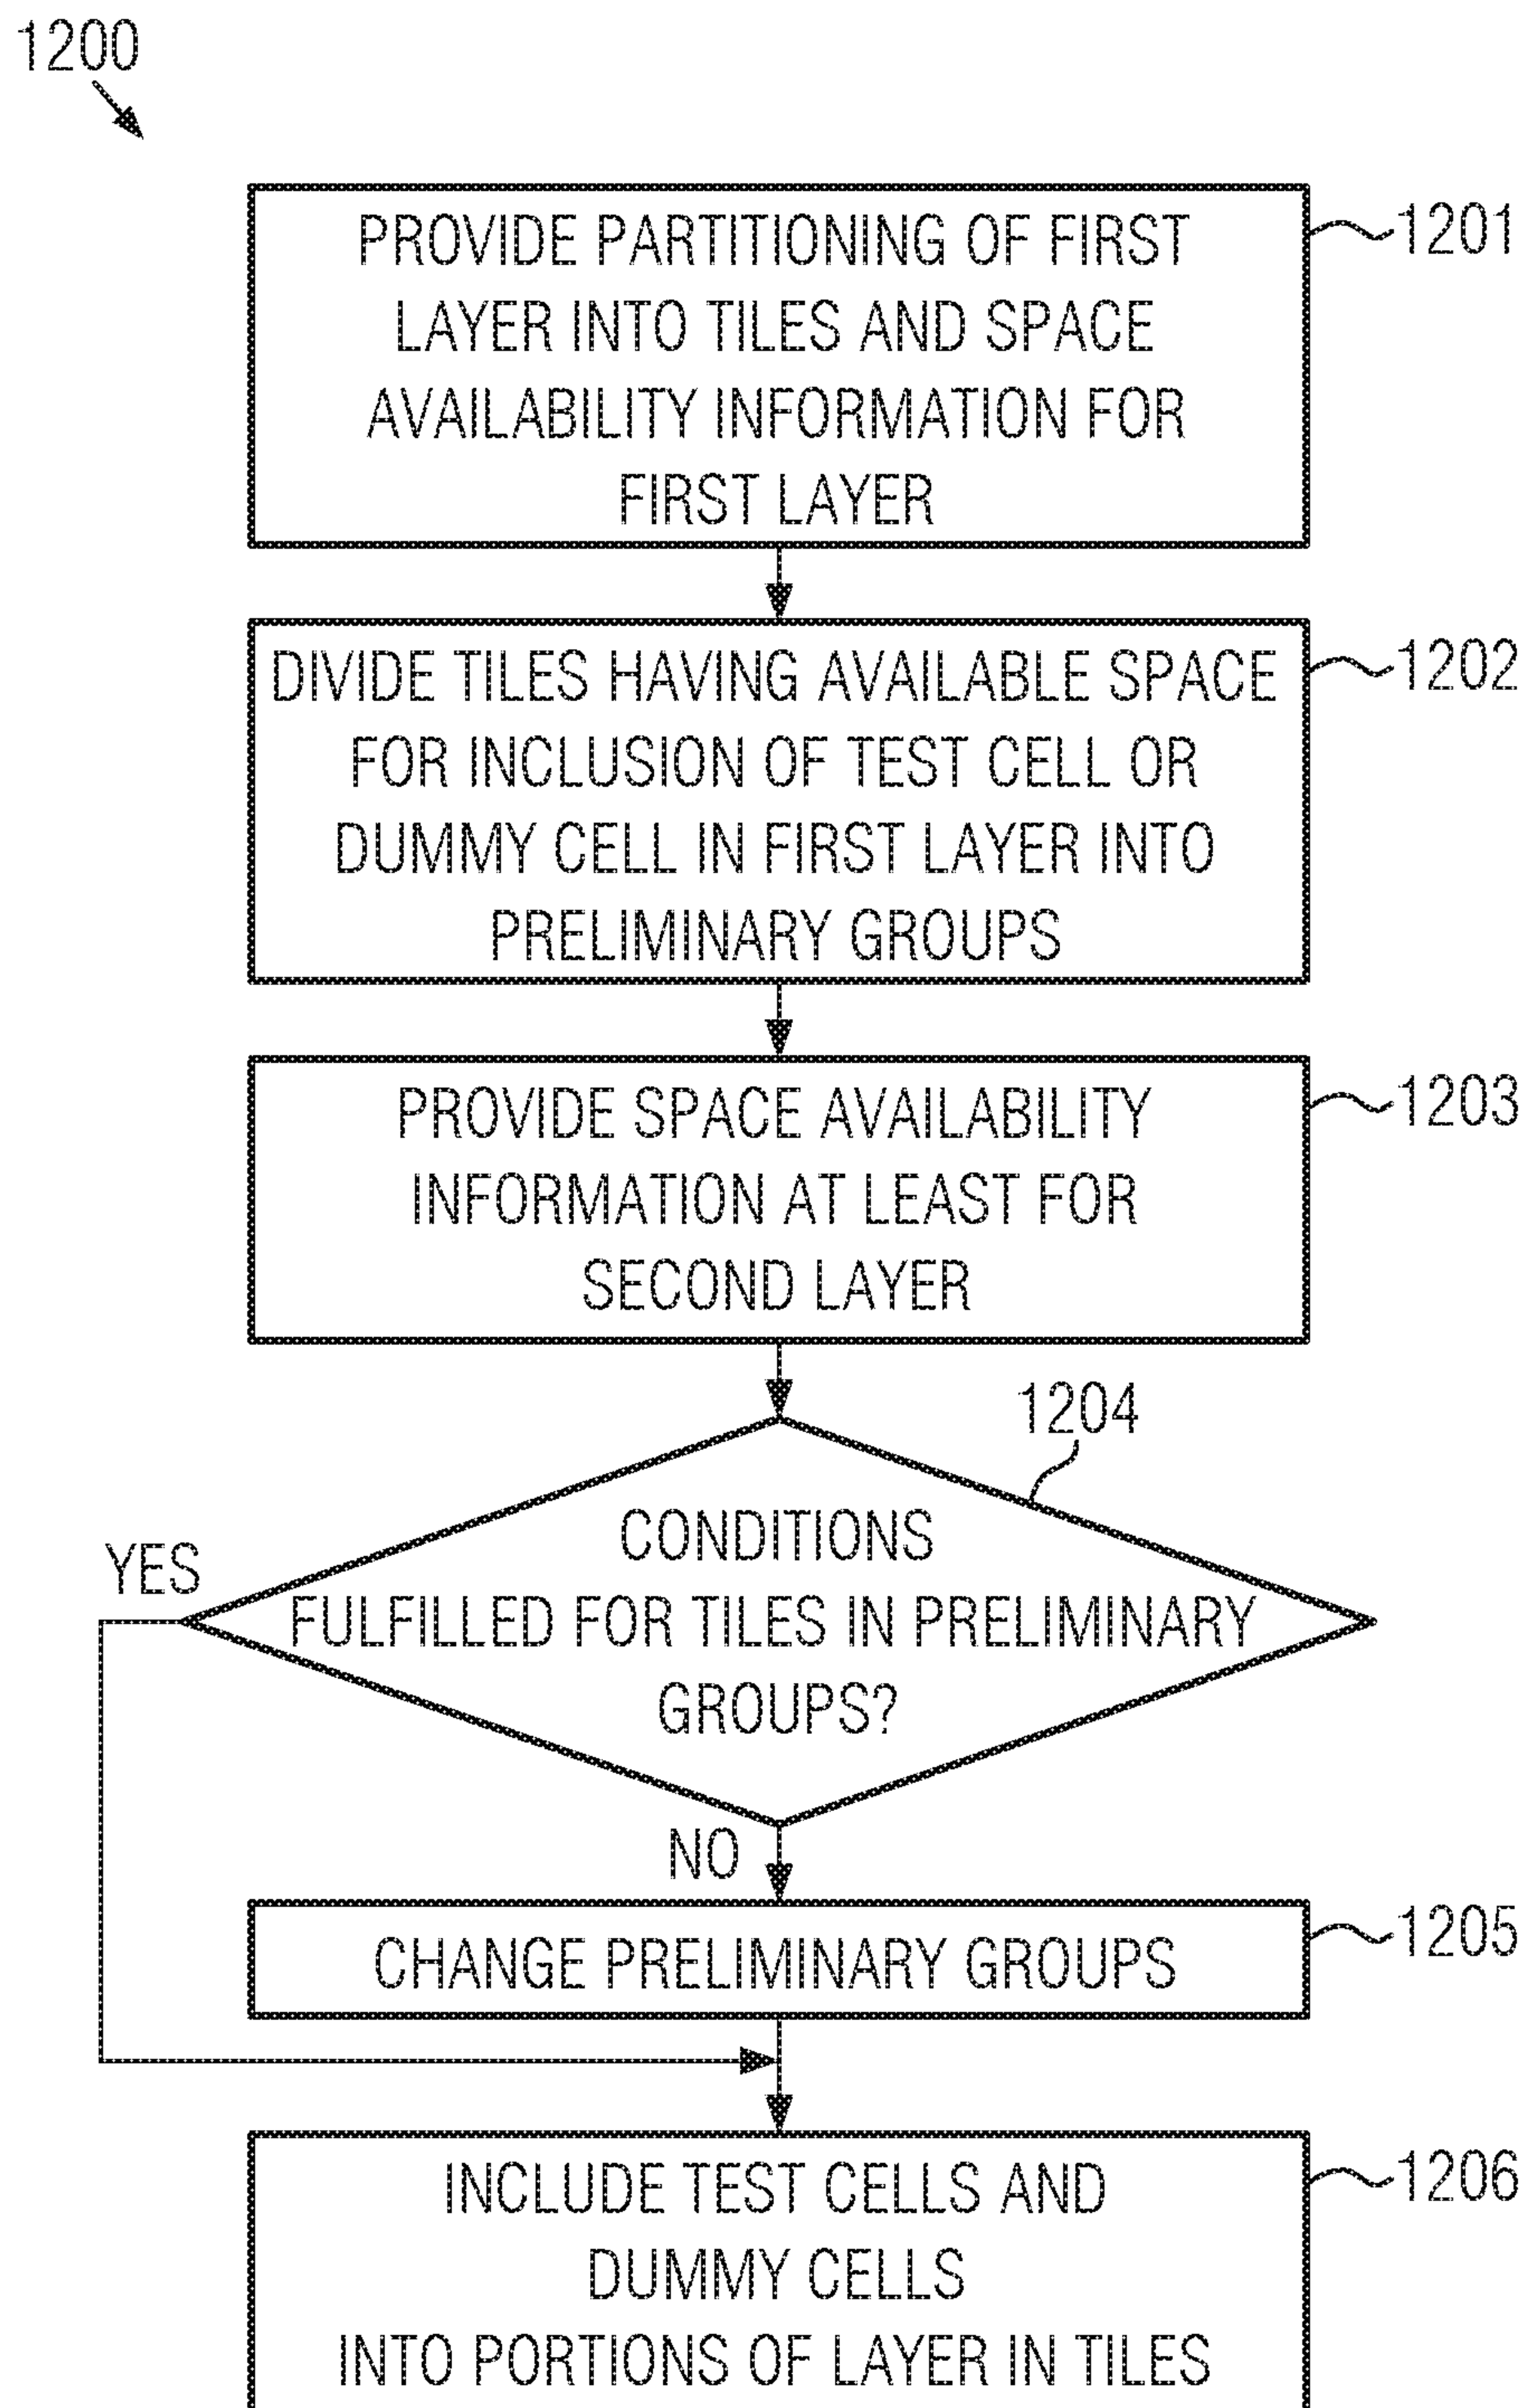 1200
PROVIDE PARTITIONING OF FIRST
LAYER INTO TILES AND SPACE
AVAILABILITY INFORMATION FOR
FIRST LAYER
1201
DIVIDE TILES HAVING AVAILABLE SPACE
FOR INCLUSION OF TEST CELL OR
DUMMY CELL IN FIRST LAYER INTO
PRELIMINARY GROUPS
1202
PROVIDE SPACE AVAILABILITY
INFORMATION AT LEAST FOR
SECOND LAYER
1203
1204
CONDITIONS
FULFILLED FOR TILES IN PRELIMINARY
GROUPS?
YES
NO
CHANGE PRELIMINARY GROUPS
1205
INCLUDE TEST CELLS AND
DUMMY CELLS
INTO PORTIONS OF LAYER IN TILES
1206